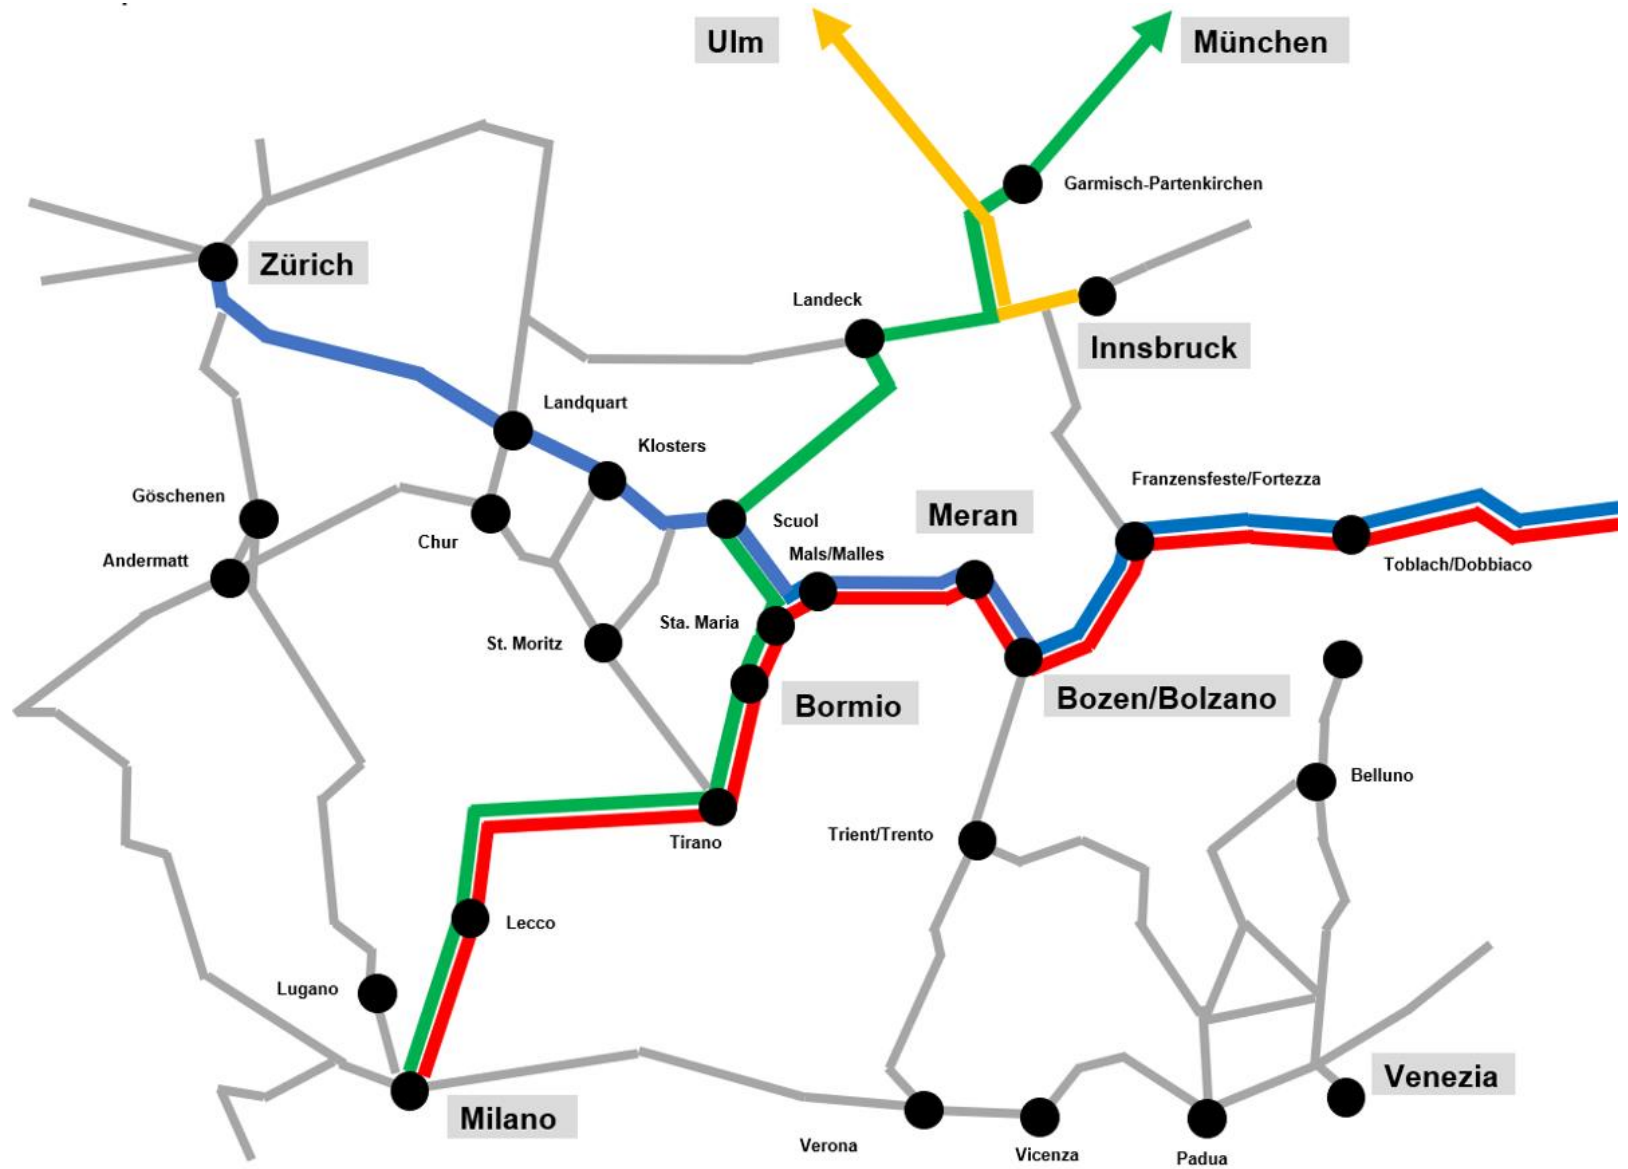 Ulm
München
Garmisch-Partenkirchen
Zürich
Landeck
Innsbruck
Landquart
Klosters
Göschenen
Franzensfeste/Fortezza
Meran
Scuol
Chur
Mals/Malles
Andermatt
Toblach/Dobbiaco
Sta. Maria
St. Moritz
Bozen/Bolzano
Bormio
Belluno
Trient/Trento
Tirano
Lecco
Lugano
Venezia
Milano
Verona
Vicenza
Padua